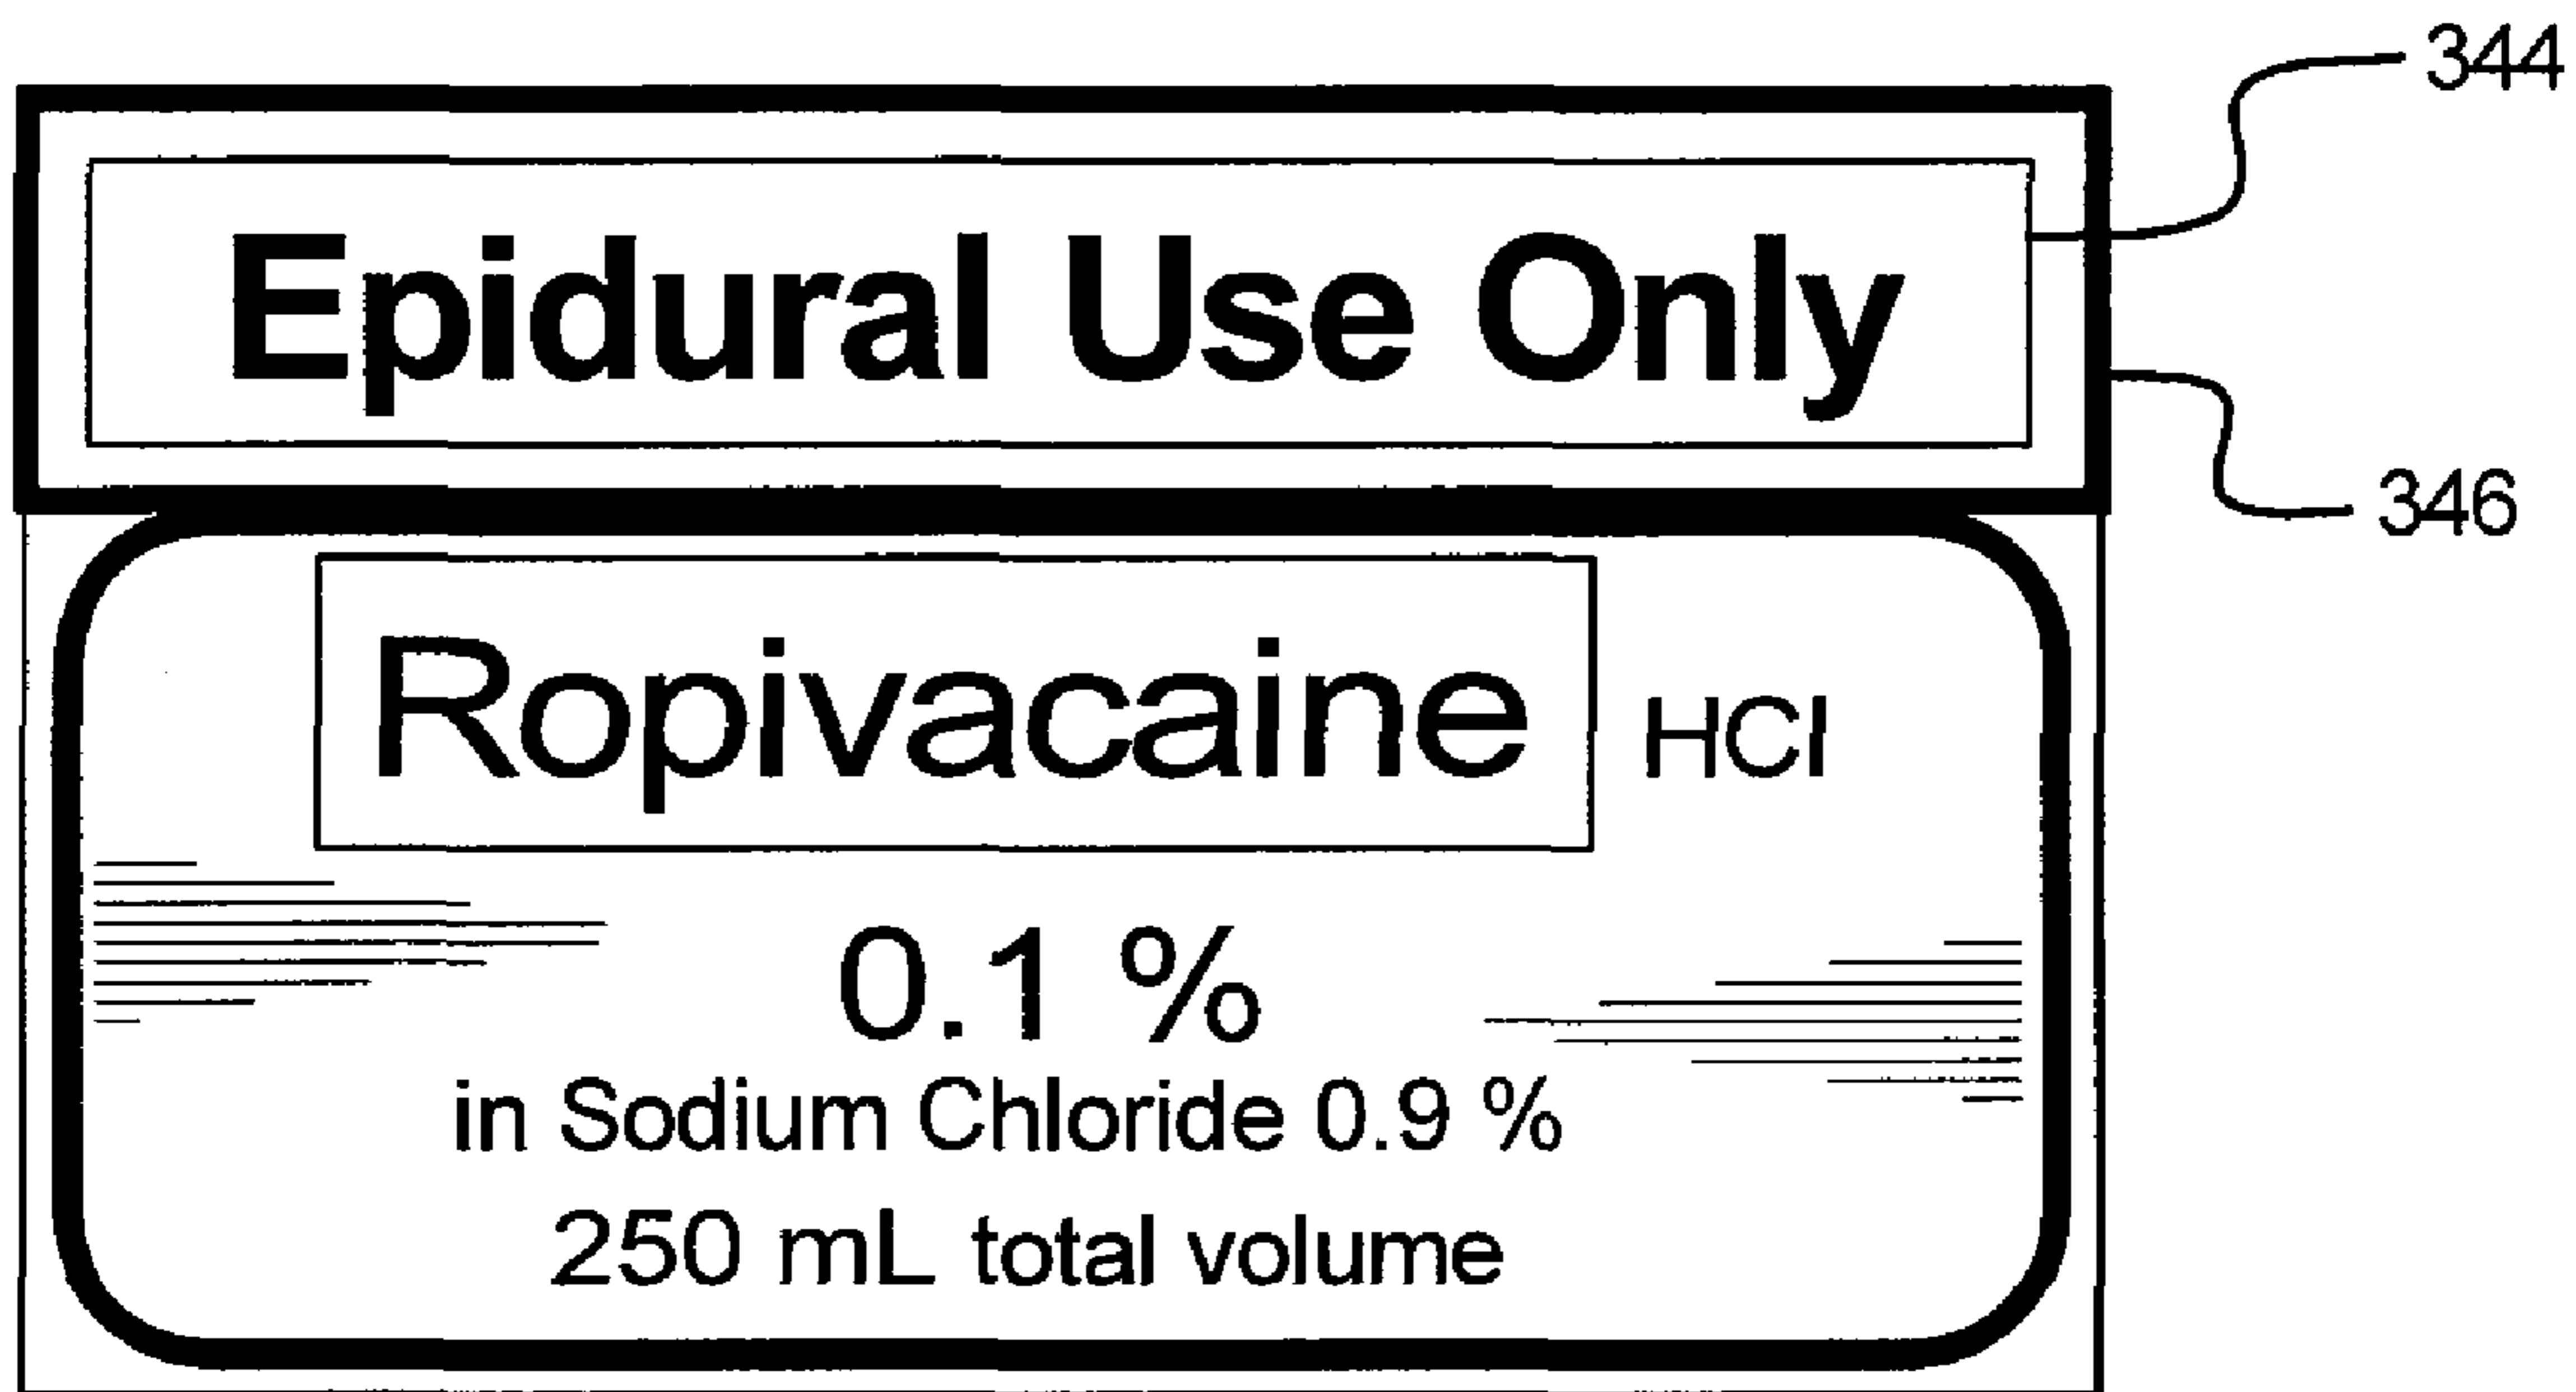 344
Epidural Use Only
346
Ropivacaine HCl
0.1 %
in Sodium Chloride 0.9 %
250 mL total volume